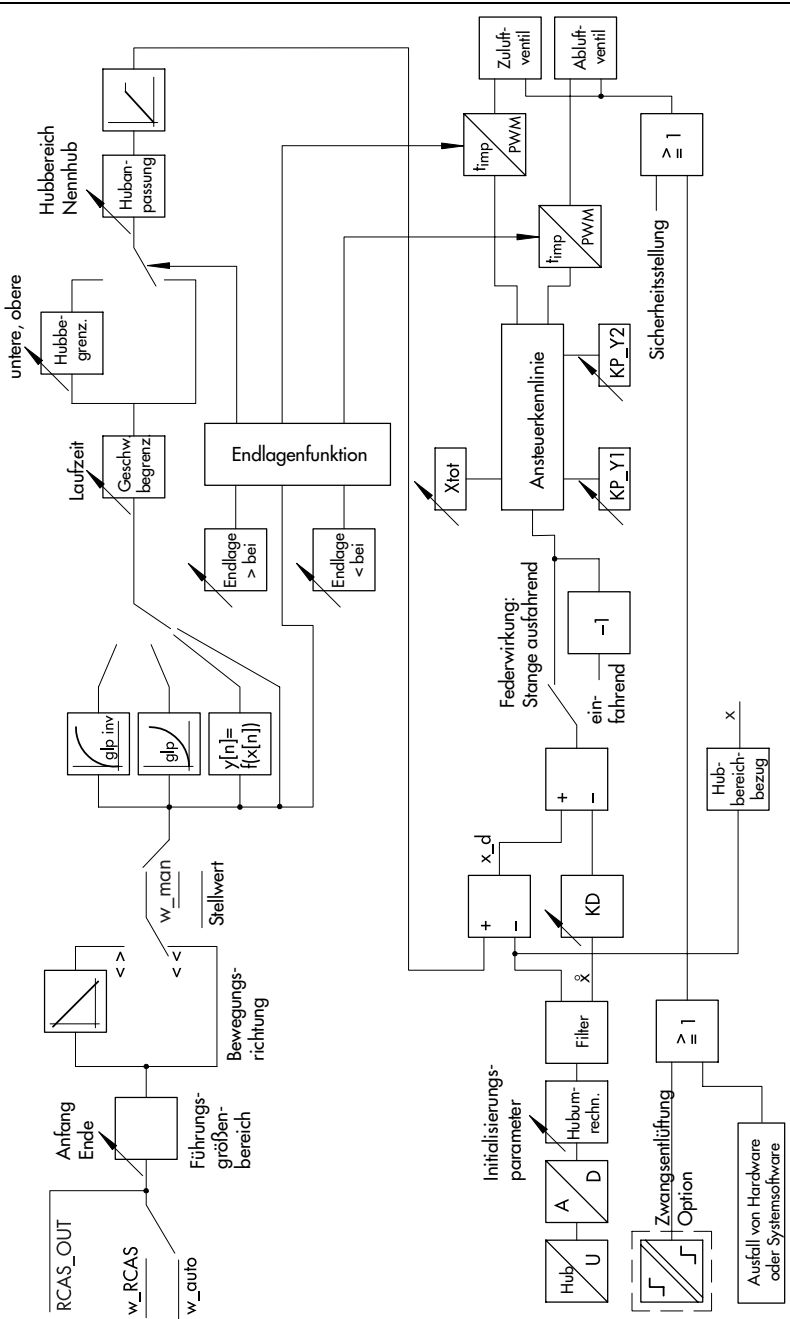 RCAS_OUT
w_RCAS
w_auto
Anfang
Ende
Führungs-
größen-
bereich
Bewegungs-
richtung
< >
< <
w_man
Stellwert
glp inv
glp
y[n]=
f(x[n])
Laufzeit
Geschw.
begrenz.
untere, obere
Hubbe-
grenz.
Hubbereich
Nennhub
Huban-
passung
Endlage
> bei
Endlage
< bei
Endlagenfunktion
Hub
U
A
D
Initialisierungs-
parameter
Hubum-
rechn.
Filter
x
+
−
x_d
KD
+
−
Federwirkung:
Stange ausfahrend
ein-
fahrend
−1
Xtot
Ansteuerkennlinie
KP_Y1
KP_Y2
timp
PWM
timp
PWM
Zuluft-
ventil
Abluft-
ventil
Zwangsentlüftung
Option
Ausfall von Hardware
oder Systemsoftware
>=1
Hub-
bereich-
bezug
x
Sicherheitsstellung
>=1